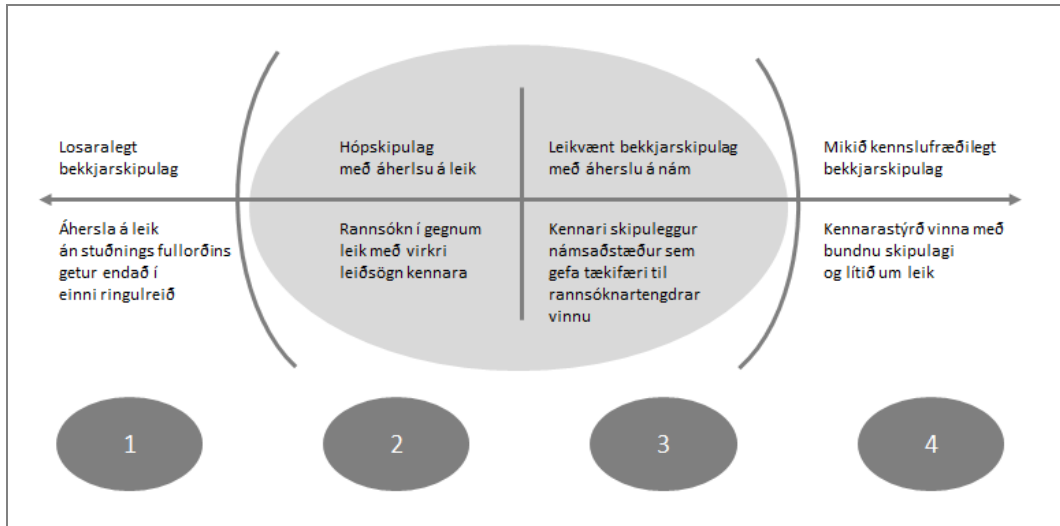 Losaralegt
bekkjarskipulag
Áhersla á leik
án stuðnings fullorðins
getur endað í
einni ringulreið
Hópskipulag
með áherlsu á leik
Rannsókn í gegnum
leik með virkri
leiðsögn kennara
Leikvænt bekkjarskipulag
með áherslu á nám
Kennari skipuleggur
námsaðstæður sem
gefa tækifæri til
rannsóknartengdrar
vinnu
Mikið kennslufræðilegt
bekkjarskipulag
Kennarastýrð vinna með
bundnu skipulagi
og lítið um leik
1
2
3
4